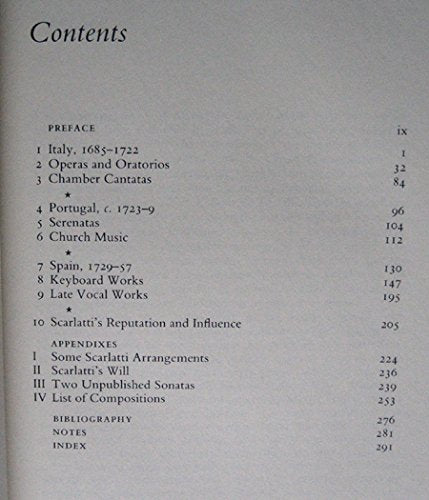 Contents
PREFACE ix
1 Italy, 1685–1722 1
2 Operas and Oratorios 32
3 Chamber Cantatas 84
★
4 Portugal, c. 1723–9 96
5 Serenatas 104
6 Church Music 112
★
7 Spain, 1729–57 130
8 Keyboard Works 147
9 Late Vocal Works 195
★
10 Scarlatti's Reputation and Influence 205
APPENDIXES
I Some Scarlatti Arrangements 224
II Scarlatti's Will 236
III Two Unpublished Sonatas 239
IV List of Compositions 253
BIBLIOGRAPHY 276
NOTES 281
INDEX 291